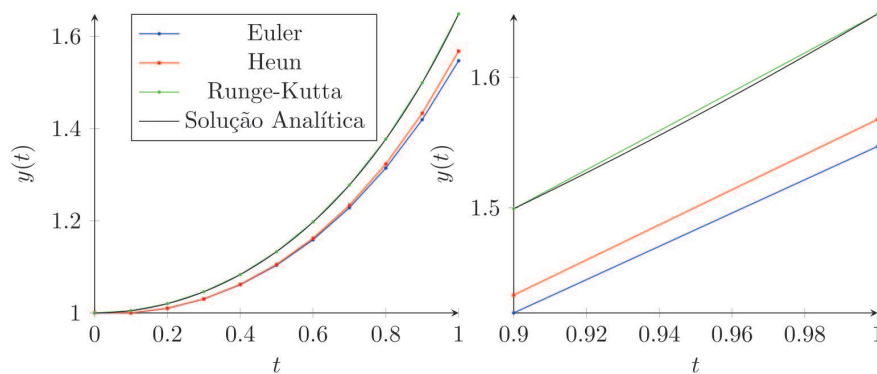 Euler
Heun
Runge-Kutta
Solução Analítica
1.6
1.4
1.2
1
y(t)
0 0.2 0.4 0.6 0.8 1
t
1.6
1.5
y(t)
0.9 0.92 0.94 0.96 0.98 1
t